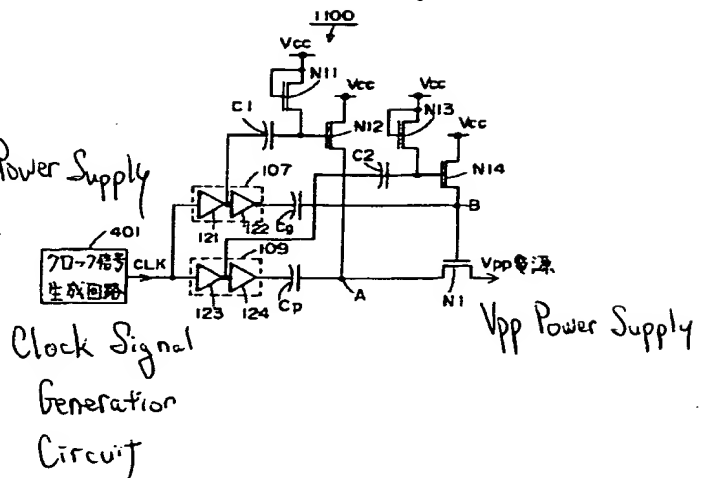 1100
Vcc
N11
Vcc
Vcc
C1
N12
N13
Vcc
C2
N14
Power Supply
107
B
401
121
122
Cg
109
クロック信号
生成回路
CLK
VPP電源
N1
123
124
Cp
A
Vpp Power Supply
Clock Signal
Generation
Circuit